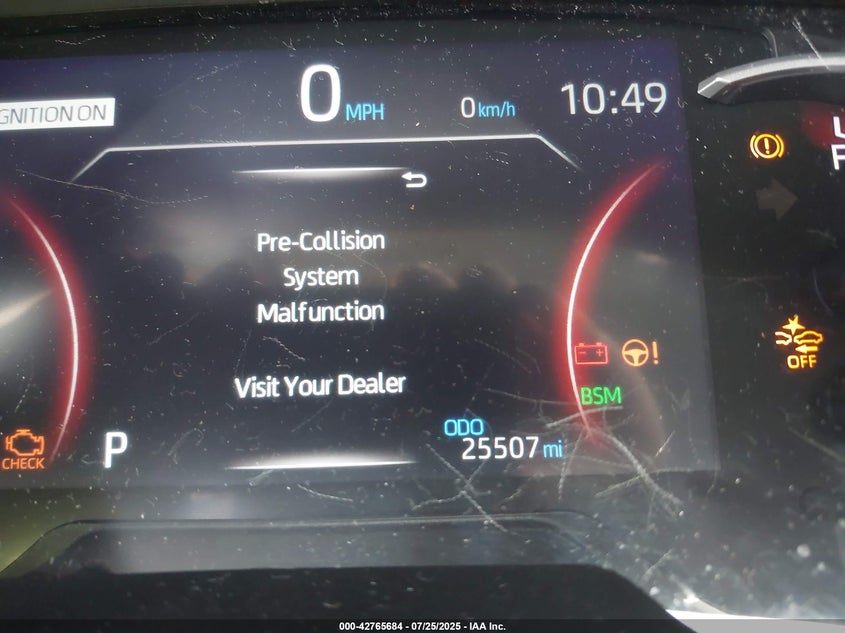 GNITION ON
0 MPH
0 km/h
10:49
Pre-Collision
System
Malfunction
Visit Your Dealer
BSM
OFF
CHECK
P
ODO
25507 mi
000-42765684 - 07/25/2025 - IAA Inc.